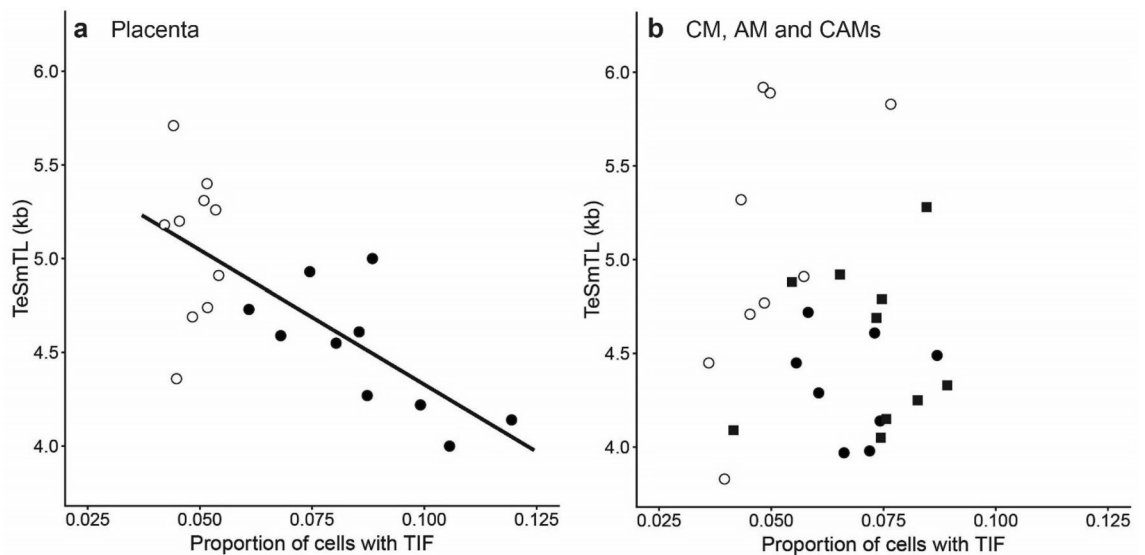 a Placenta
TeSmTL (kb)
6.0
5.5
5.0
4.5
4.0
0.025 0.050 0.075 0.100 0.125
Proportion of cells with TIF
b CM, AM and CAMs
TeSmTL (kb)
6.0
5.5
5.0
4.5
4.0
0.025 0.050 0.075 0.100 0.125
Proportion of cells with TIF